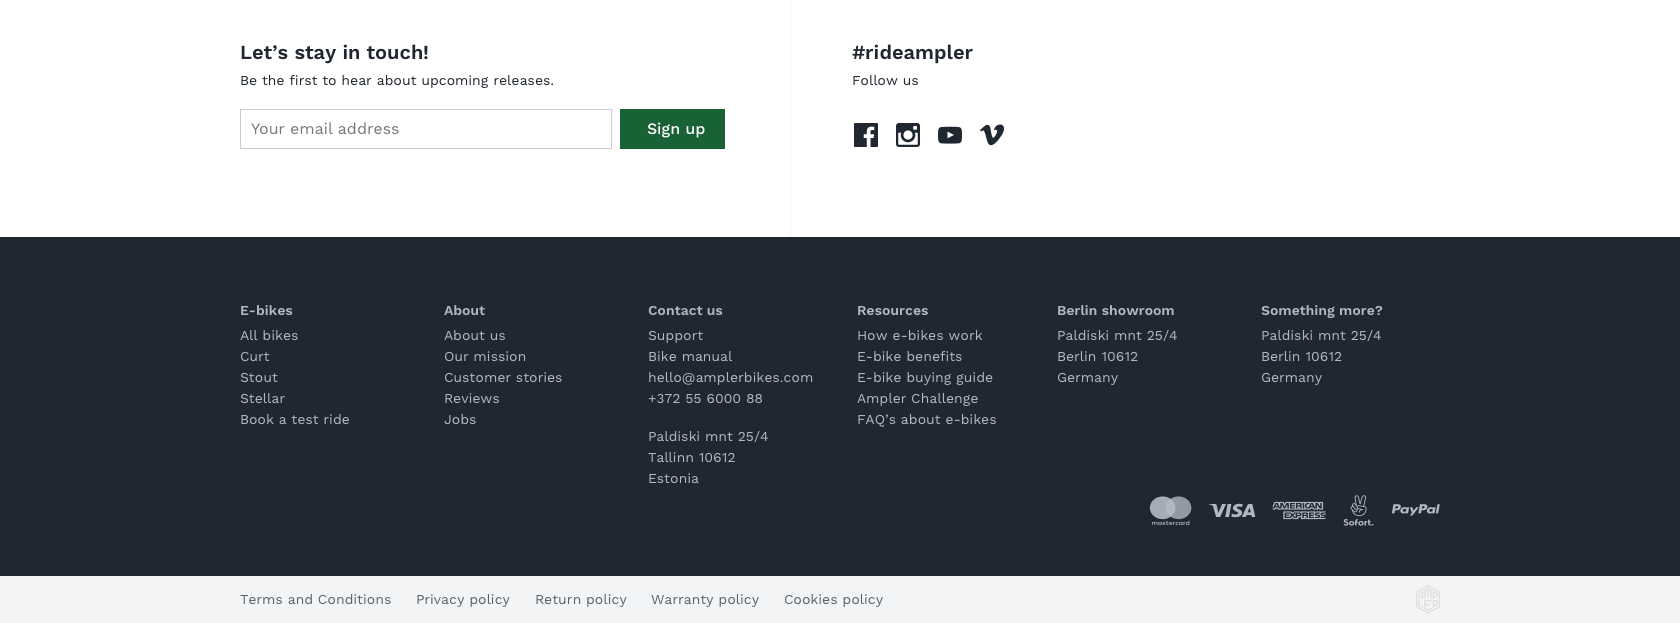 Let’s stay in touch!
Be the first to hear about upcoming releases.
Your email address
Sign up
#rideampler
Follow us
E-bikes
All bikes
Curt
Stout
Stellar
Book a test ride
About
About us
Our mission
Customer stories
Reviews
Jobs
Contact us
Support
Bike manual
hello@amplerbikes.com
+372 55 6000 88
Paldiski mnt 25/4
Tallinn 10612
Estonia
Resources
How e-bikes work
E-bike benefits
E-bike buying guide
Ampler Challenge
FAQ’s about e-bikes
Berlin showroom
Paldiski mnt 25/4
Berlin 10612
Germany
Something more?
Paldiski mnt 25/4
Berlin 10612
Germany
mastercard
VISA
AMERICAN
EXPRESS
Sofort.
PayPal
Terms and Conditions
Privacy policy
Return policy
Warranty policy
Cookies policy